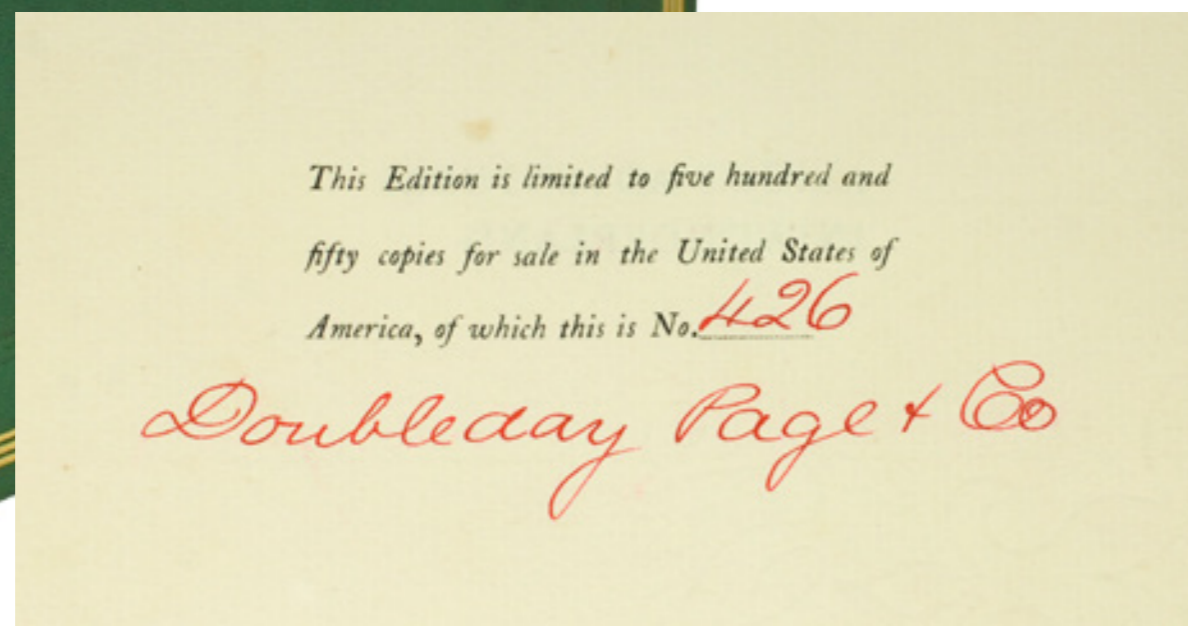 This Edition is limited to five hundred and
fifty copies for sale in the United States of
America, of which this is No. 426
Doubleday Page & Co